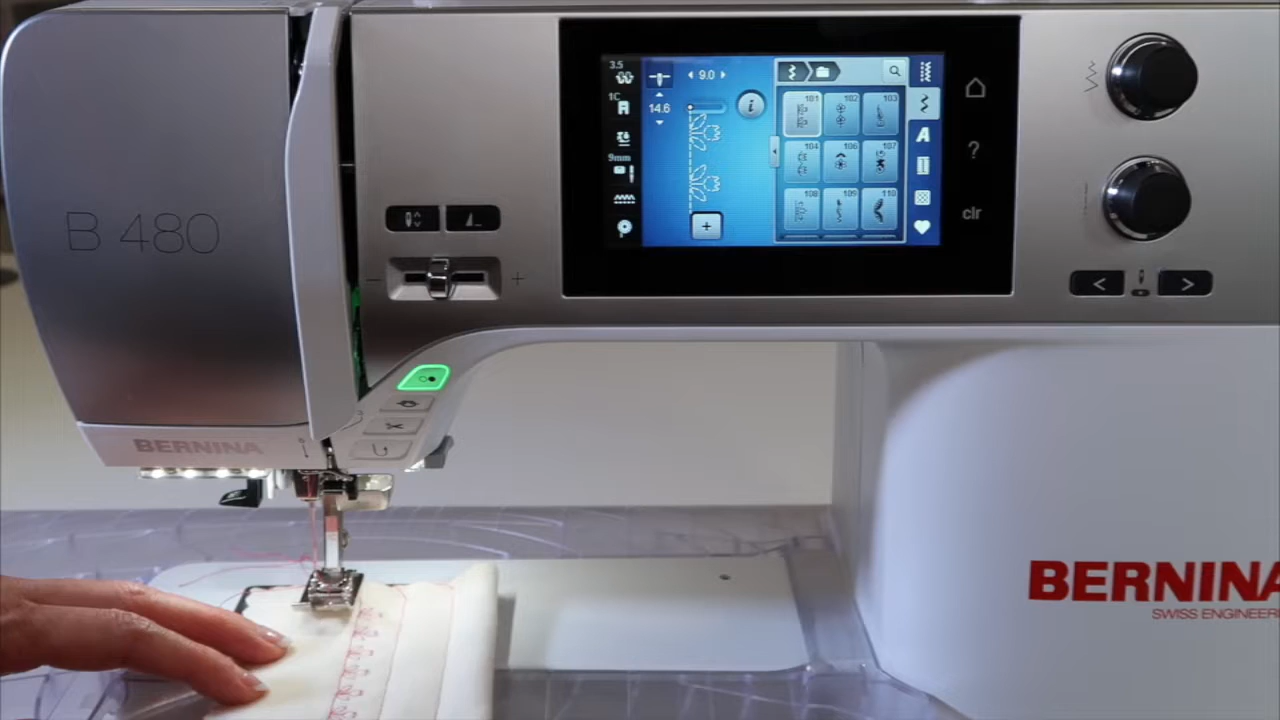 B 480
3.5
9.0
i
101
102
103
1C
14.6
A
104
106
107
?
9mm
108
109
110
clr
+
- +
< >
BERNINA
BERNINA
SWISS ENGINEER